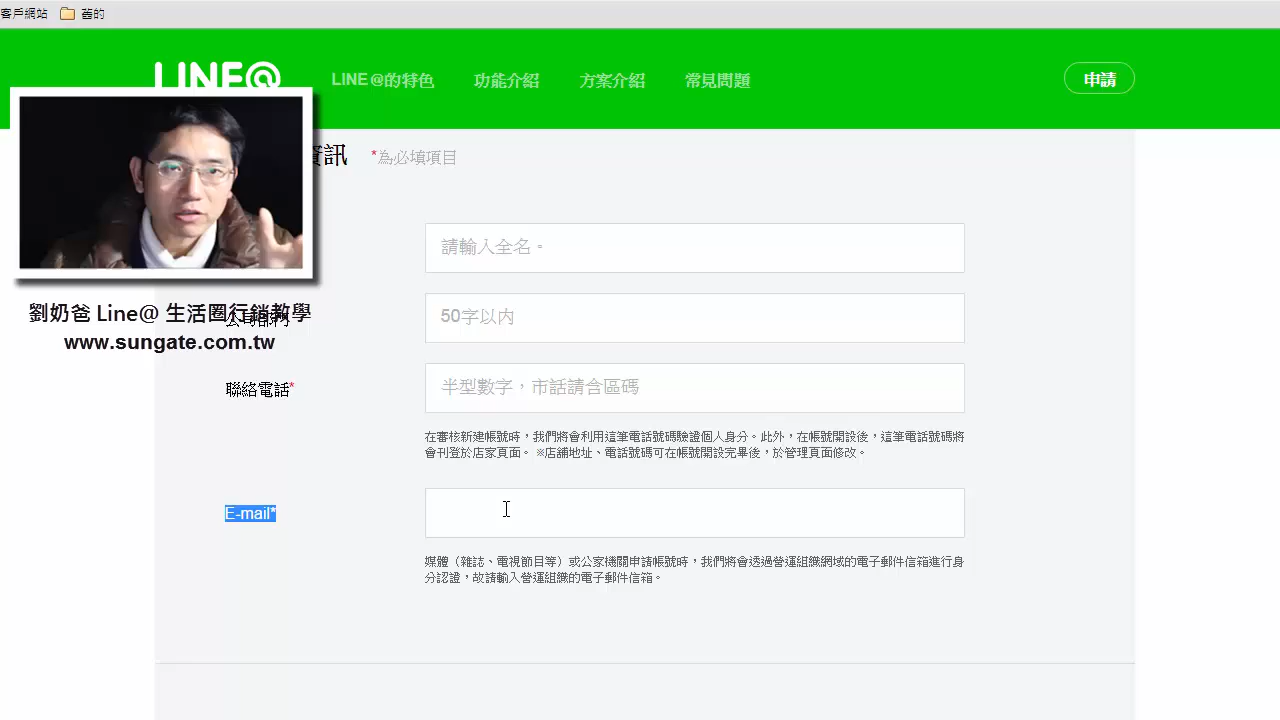 客戶網站 舊的
LINE@ LINE@的特色 功能介紹 方案介紹 常見問題 申請
資訊 *為必填項目
請輸入全名。
劉奶爸 Line@ 生活圈行銷教學
公司部門 50字以內
www.sungate.com.tw
聯絡電話* 半型數字，市話請含區碼
在審核新建帳號時，我們將會利用這筆電話號碼驗證個人身分。此外，在帳號開設後，這筆電話號碼將
會刊登於店家頁面。 ※店鋪地址、電話號碼可在帳號開設完畢後，於管理頁面修改。
E-mail*
媒體（雜誌、電視節目等）或公家機關申請帳號時，我們將會透過營運組織網域的電子郵件信箱進行身
分認證，故請輸入營運組織的電子郵件信箱。